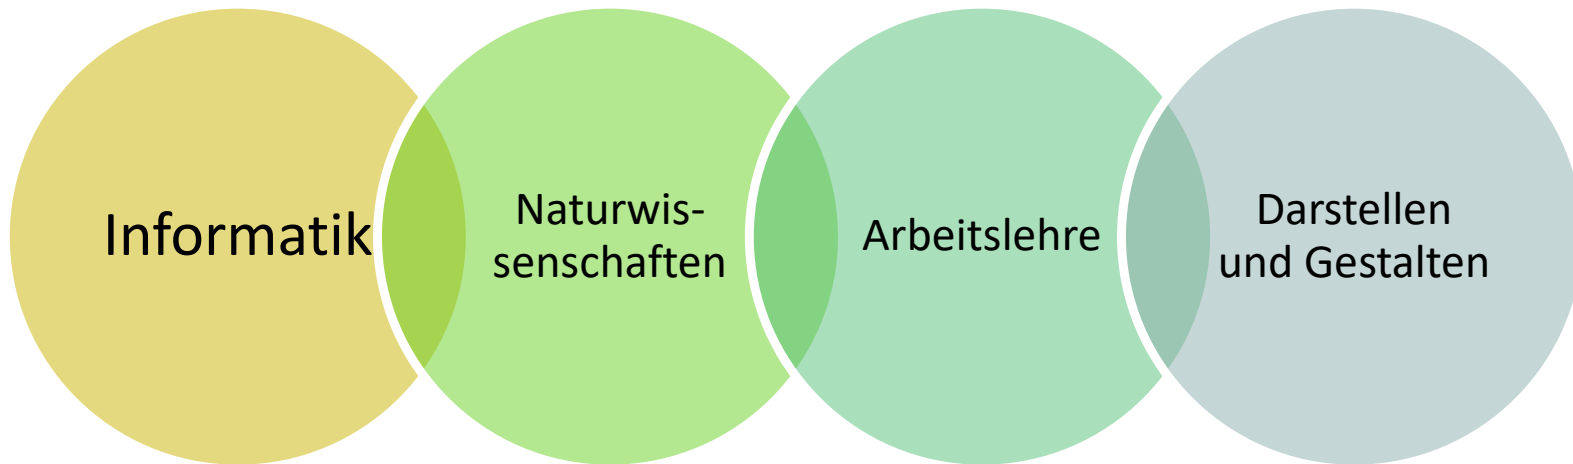 Informatik
Naturwis-
senschaften
Arbeitslehre
Darstellen
und Gestalten